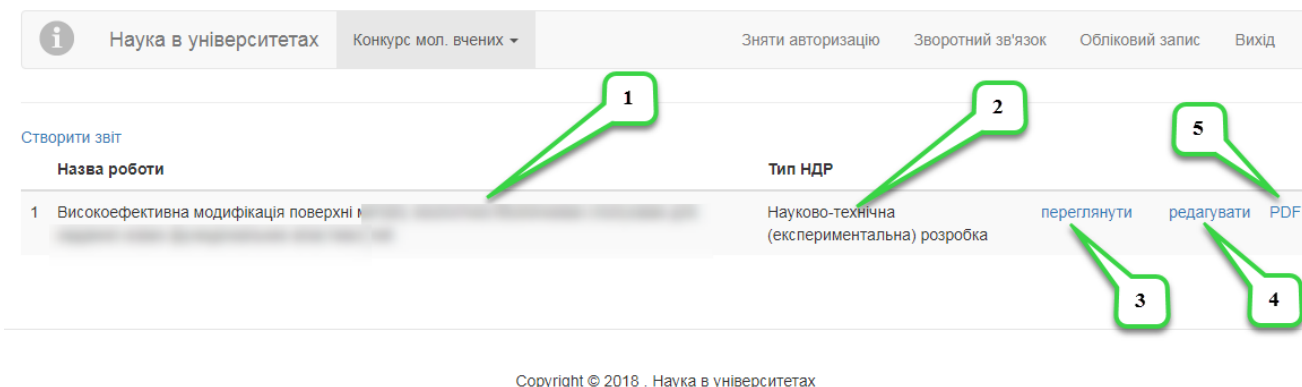 Наука в університетах Конкурс мол. вчених Зняти авторизацію Зворотний зв'язок Обліковий запис Вихід
1
2
5
Створити звіт
Назва роботи Тип НДР
1 Високоефективна модифікація поверхні Науково-технічна переглянути редагувати PDF
(експериментальна) розробка
3
4
Copyright © 2018 . Наука в університетах